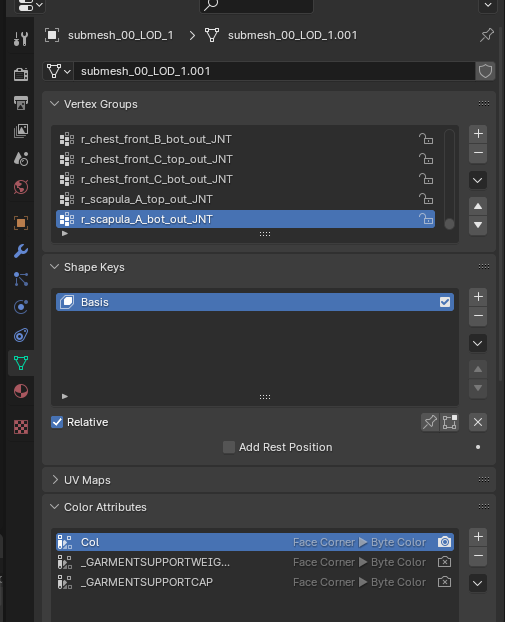 submesh_00_LOD_1 submesh_00_LOD_1.001
submesh_00_LOD_1.001
Vertex Groups
r_chest_front_B_bot_out_JNT
r_chest_front_C_top_out_JNT
r_chest_front_C_bot_out_JNT
r_scapula_A_top_out_JNT
r_scapula_A_bot_out_JNT
Shape Keys
Basis
Relative
Add Rest Position
UV Maps
Color Attributes
Col Face Corner ▶ Byte Color
_GARMENTSUPPORTWEIG... Face Corner ▶ Byte Color
_GARMENTSUPPORTCAP Face Corner ▶ Byte Color